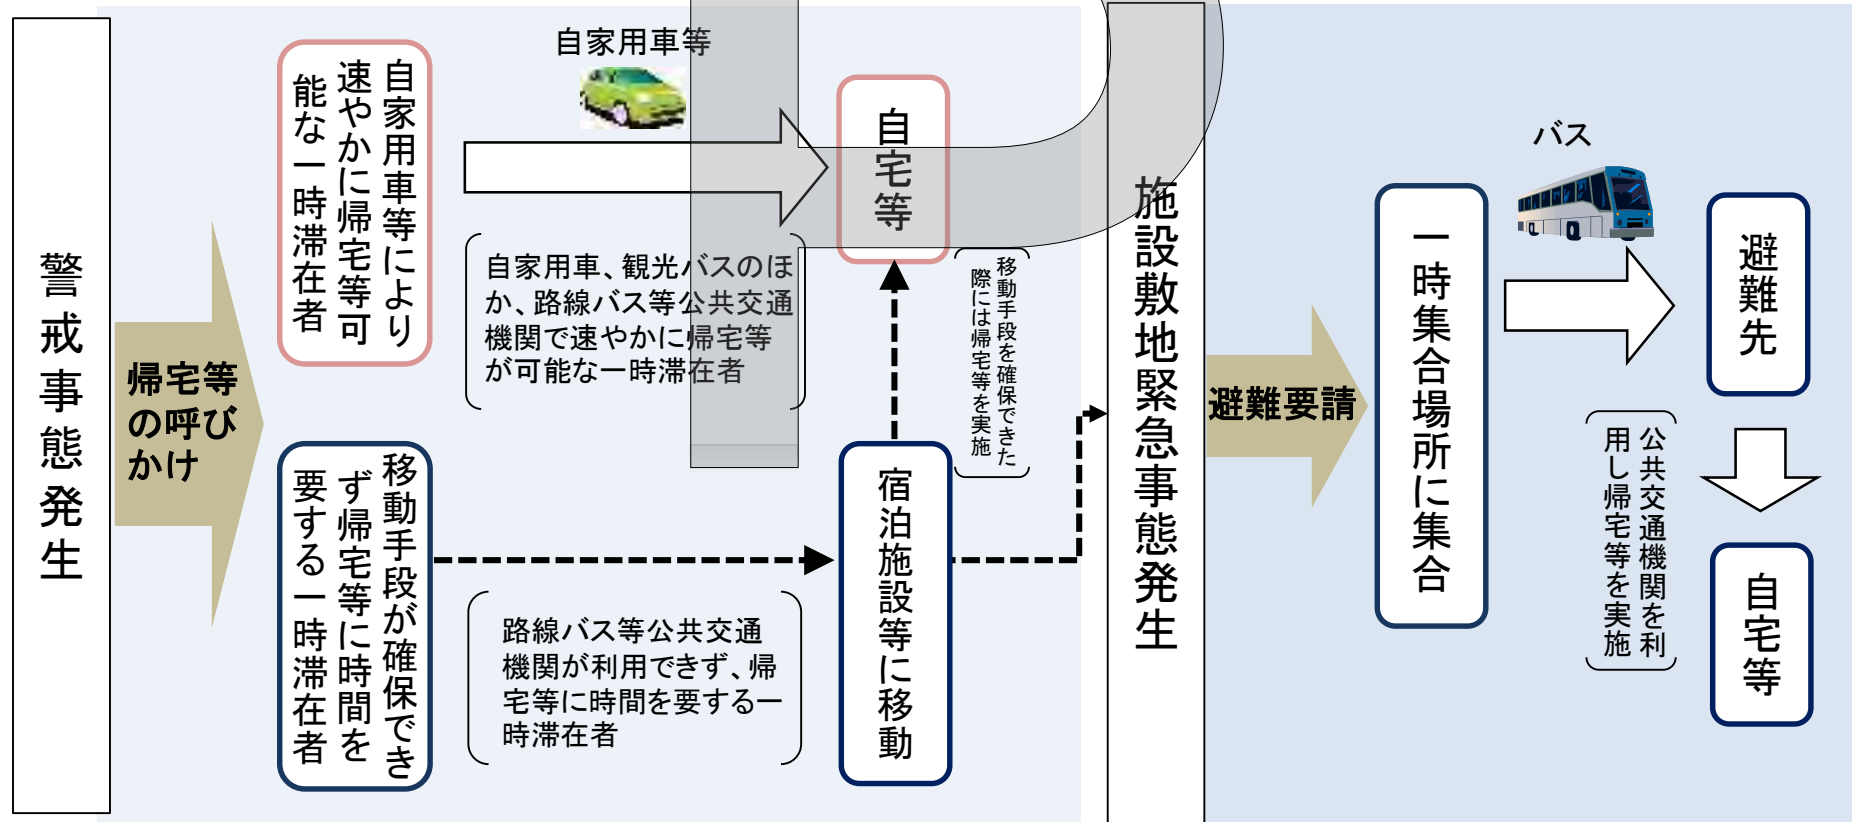 警戒事態発生
帰宅等
の呼び
かけ
自家用車等により
速やかに帰宅等可
能な一時滞在者
自家用車等
自家用車、観光バスのほ
か、路線バス等公共交通
機関で速やかに帰宅等
が可能な一時滞在者
自宅等
移動手段を確保できた
際には帰宅等を実施
移動手段が確保でき
ず帰宅等に時間を
要する一時滞在者
路線バス等公共交通
機関が利用できず、帰
宅等に時間を要する一
時滞在者
宿泊施設等に移動
施設敷地緊急事態発生
避難要請
一時集合場所に集合
バス
避難先
公共交通機関を利
用し帰宅等を実施
自宅等